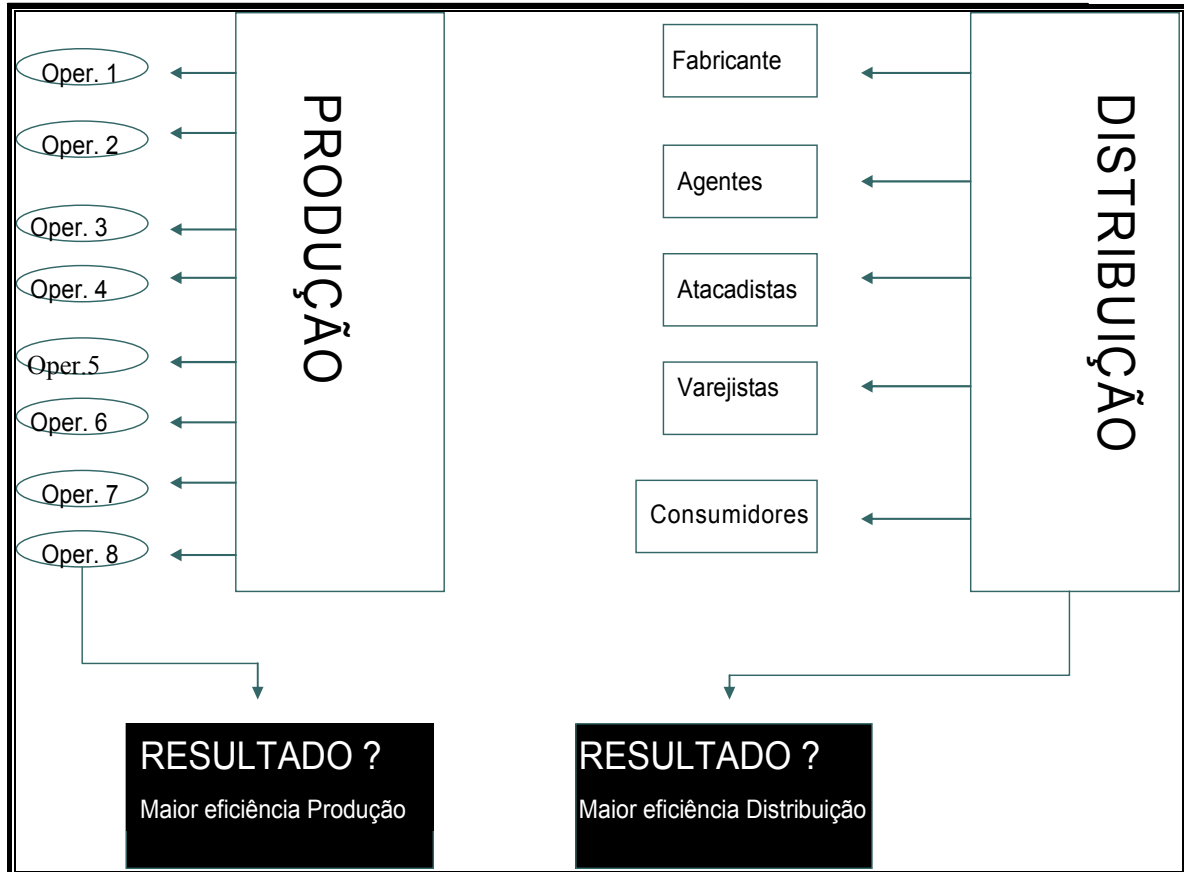 Oper. 1
Oper. 2
Oper. 3
Oper. 4
Oper.5
Oper. 6
Oper. 7
Oper. 8
PRODUÇÃO
Fabricante
Agentes
Atacadistas
Varejistas
Consumidores
DISTRIBUIÇÃO
RESULTADO ?
Maior eficiência Produção
RESULTADO ?
Maior eficiência Distribuição